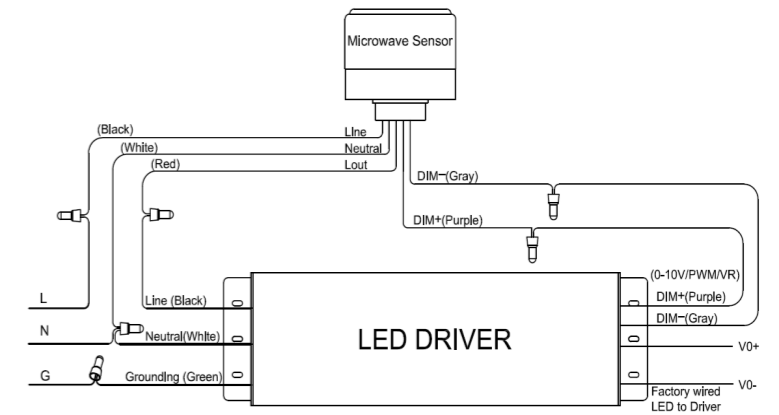 Microwave Sensor
(Black)
Line
(White)
Neutral
(Red)
Lout
DIM-(Gray)
DIM+(Purple)
(0-10V/PWM/VR)
L
Line (Black)
DIM+(Purple)
DIM-(Gray)
N
Neutral(White)
LED DRIVER
V0+
G
Grounding (Green)
V0-
Factory wired
LED to Driver